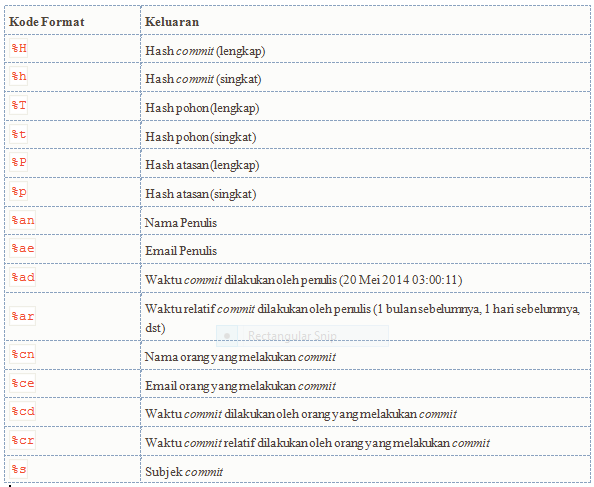 Kode Format Keluaran
%H Hash commit (lengkap)
%h Hash commit (singkat)
%T Hash pohon (lengkap)
%t Hash pohon (singkat)
%P Hash atasan (lengkap)
%p Hash atasan (singkat)
%an Nama Penulis
%ae Email Penulis
%ad Waktu commit dilakukan oleh penulis (20 Mei 2014 03:00:11)
%ar Waktu relatif commit dilakukan oleh penulis (1 bulan sebelumnya, 1 hari sebelumnya,
dst)
Rectangular Snip
%cn Nama orang yang melakukan commit
%ce Email orang yang melakukan commit
%cd Waktu commit dilakukan oleh orang yang melakukan commit
%cr Waktu commit relatif dilakukan oleh orang yang melakukan commit
%s Subjek commit